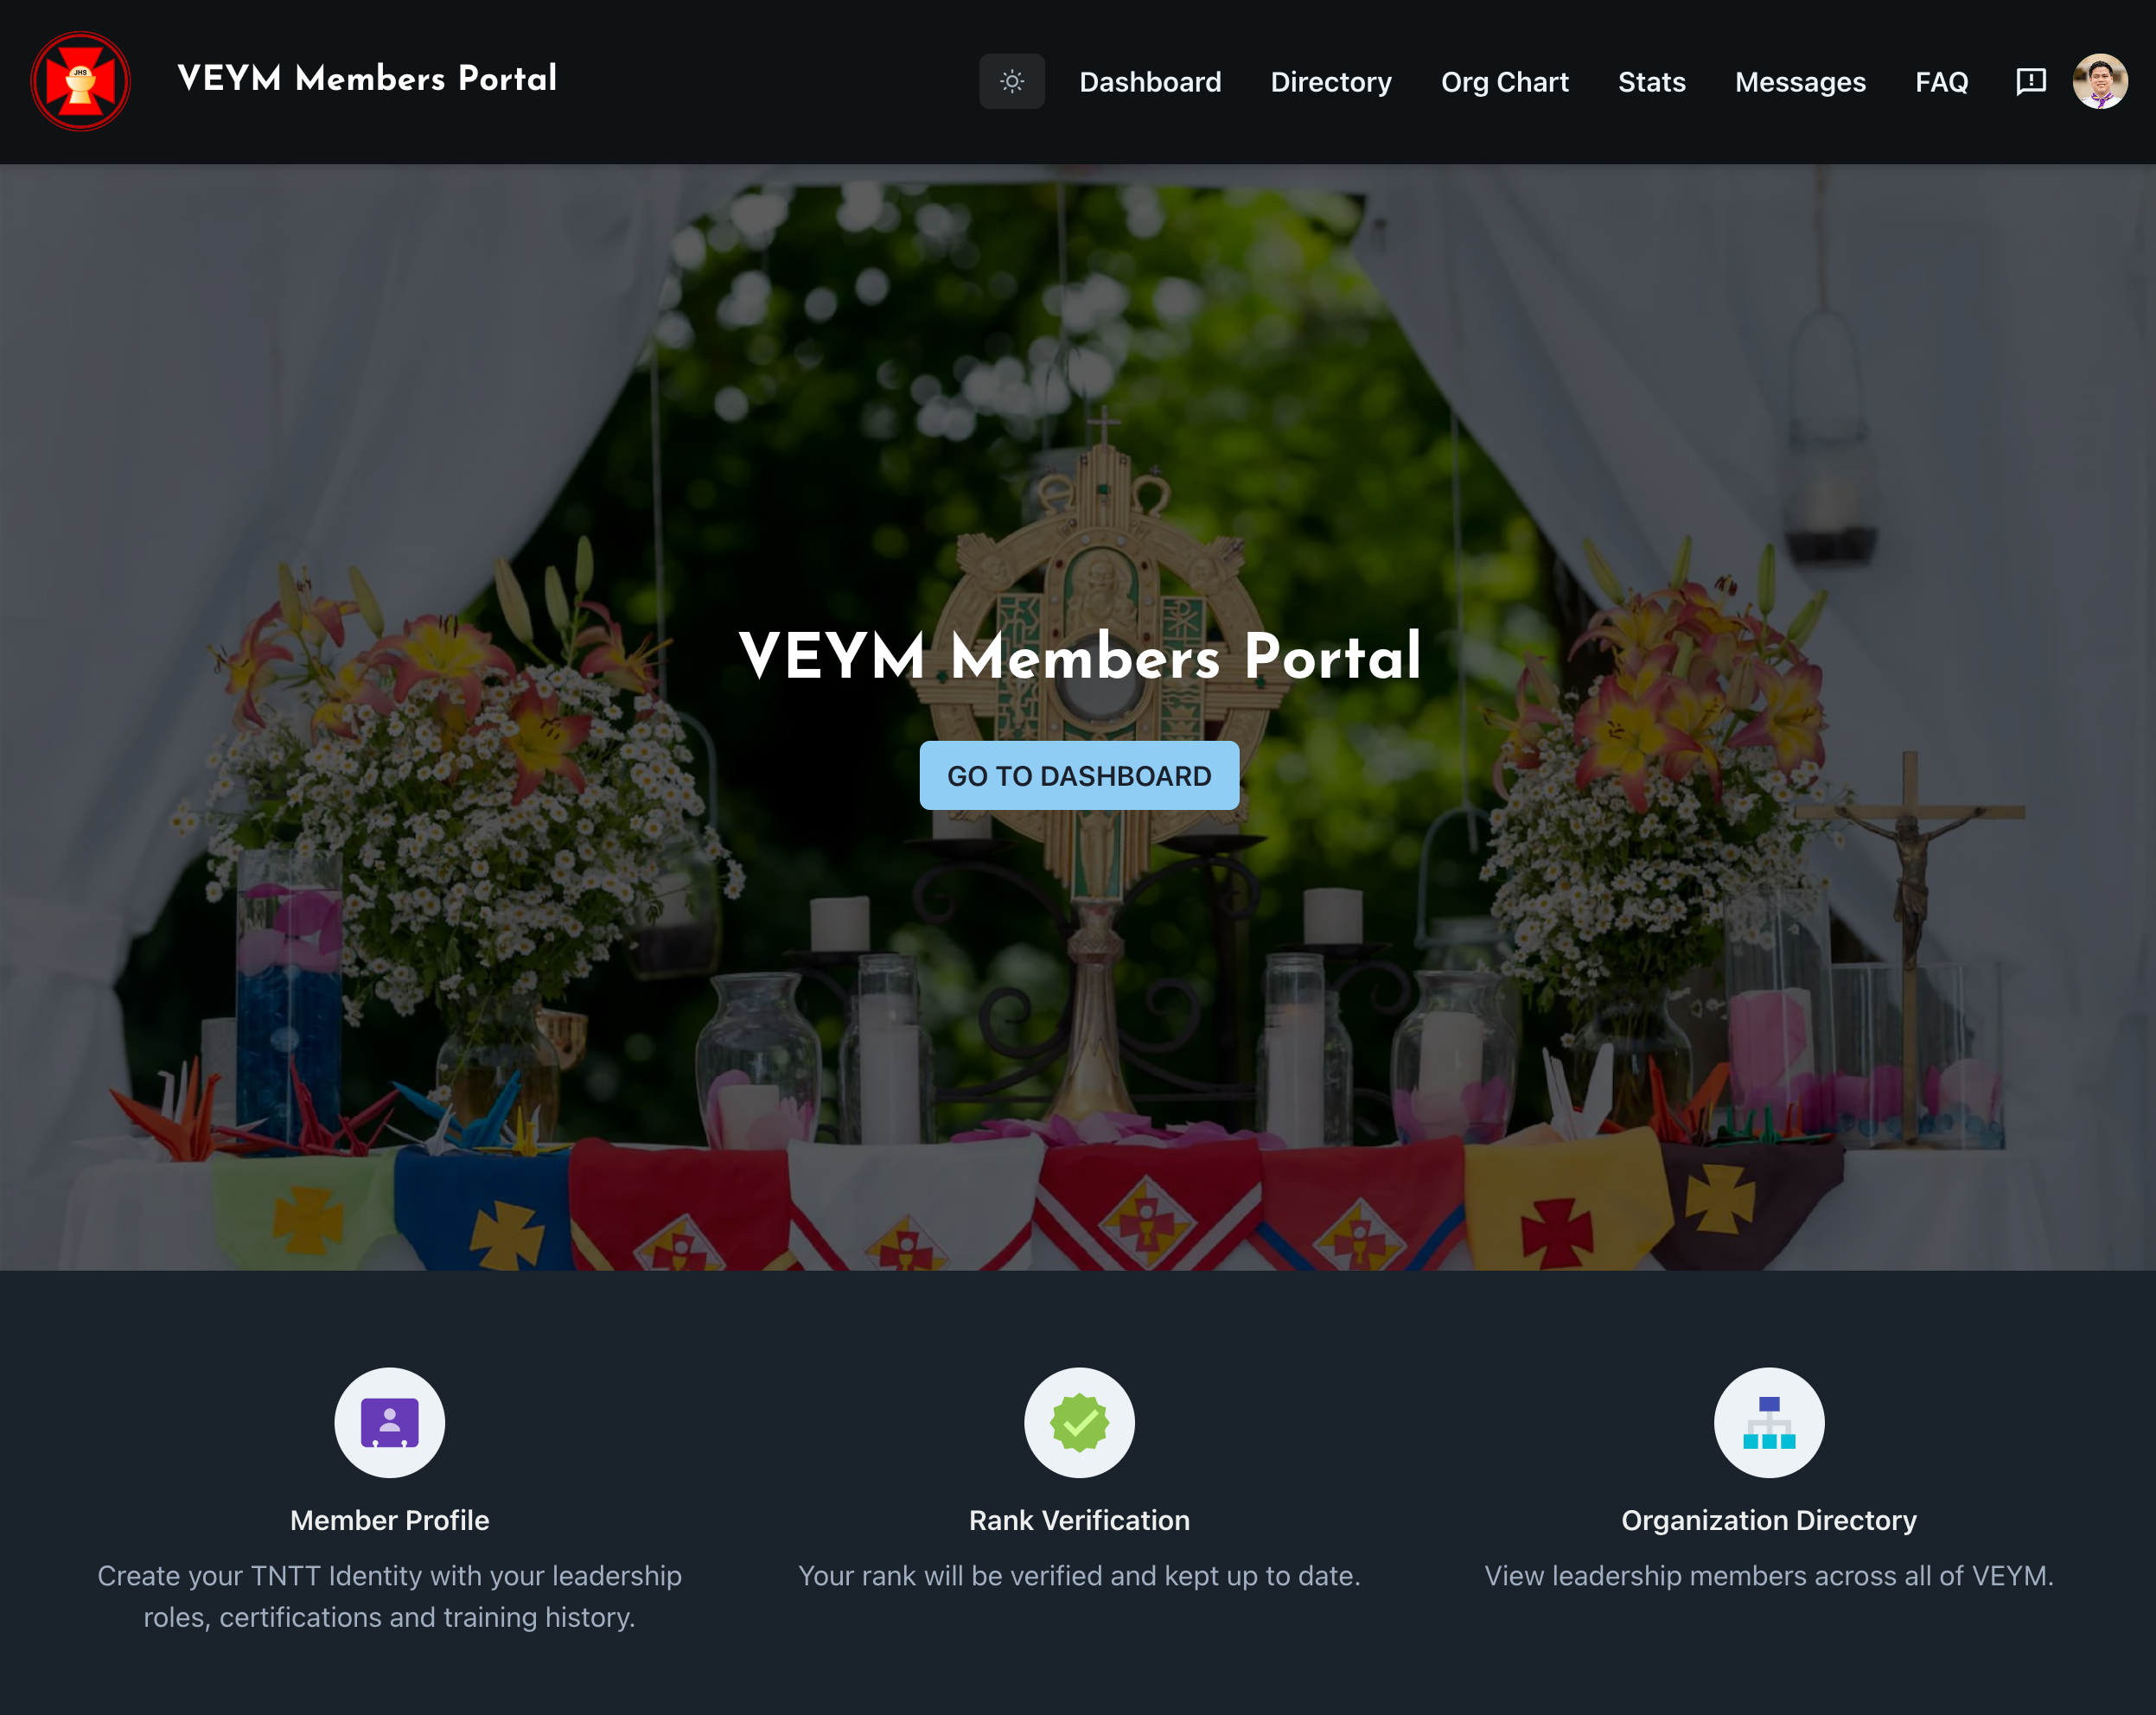 JHS
VEYM Members Portal
Dashboard
Directory
Org Chart
Stats
Messages
FAQ
VEYM Members Portal
GO TO DASHBOARD
Member Profile
Create your TNTT Identity with your leadership
roles, certifications and training history.
Rank Verification
Your rank will be verified and kept up to date.
Organization Directory
View leadership members across all of VEYM.